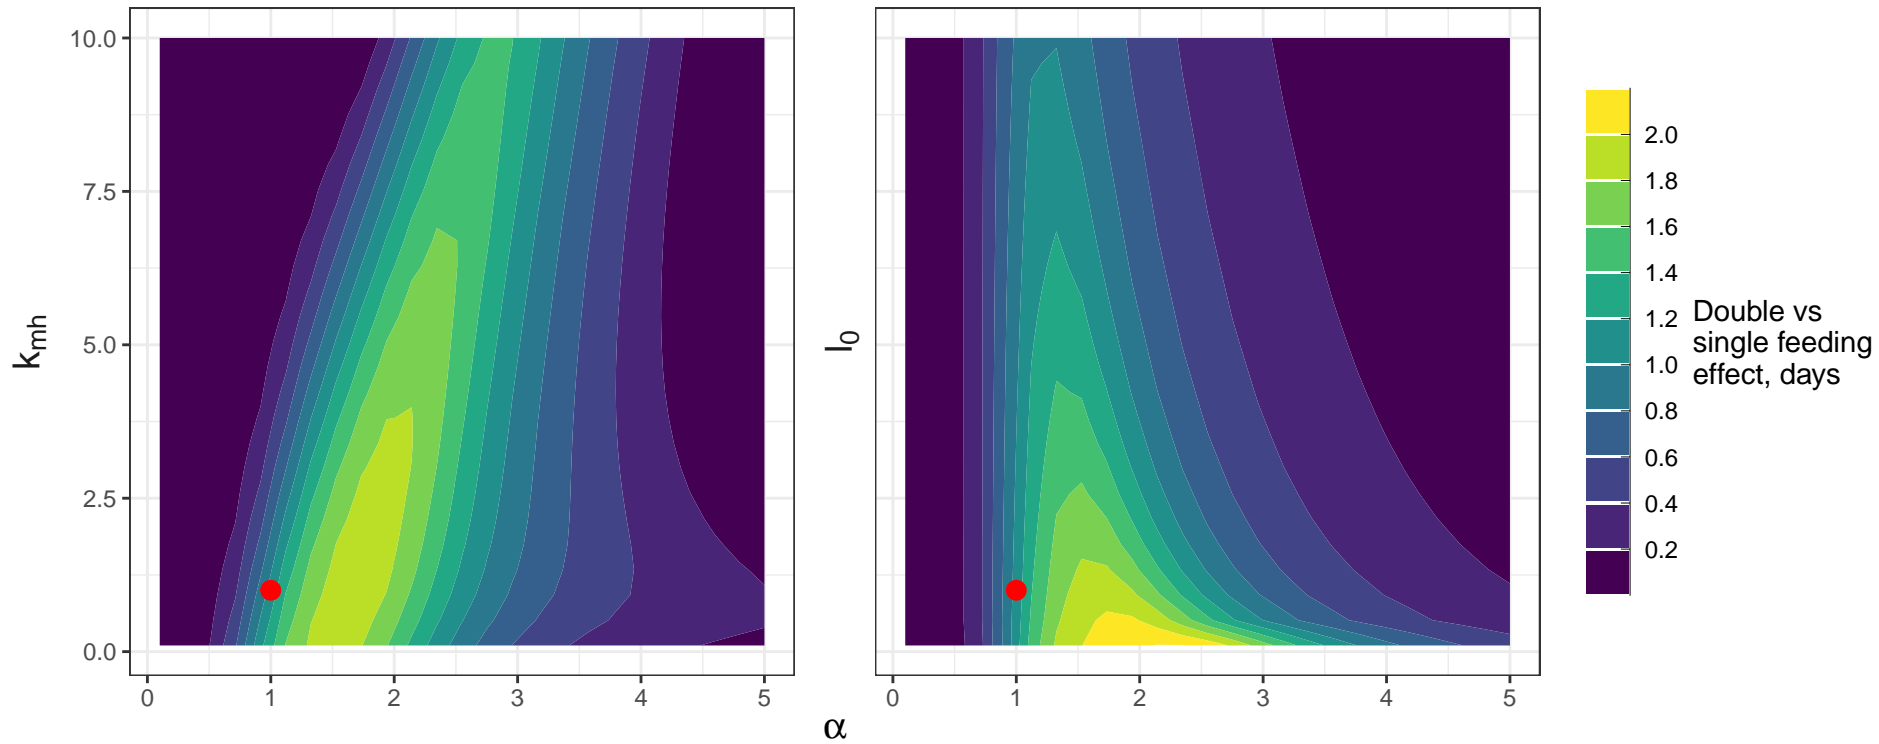 10.0
7.5
5.0
2.5
0.0
kmh
0 1 2 3 4 5
l0
0 1 2 3 4 5
α
2.0
1.8
1.6
1.4
1.2
1.0
0.8
0.6
0.4
0.2
Double vs
single feeding
effect, days